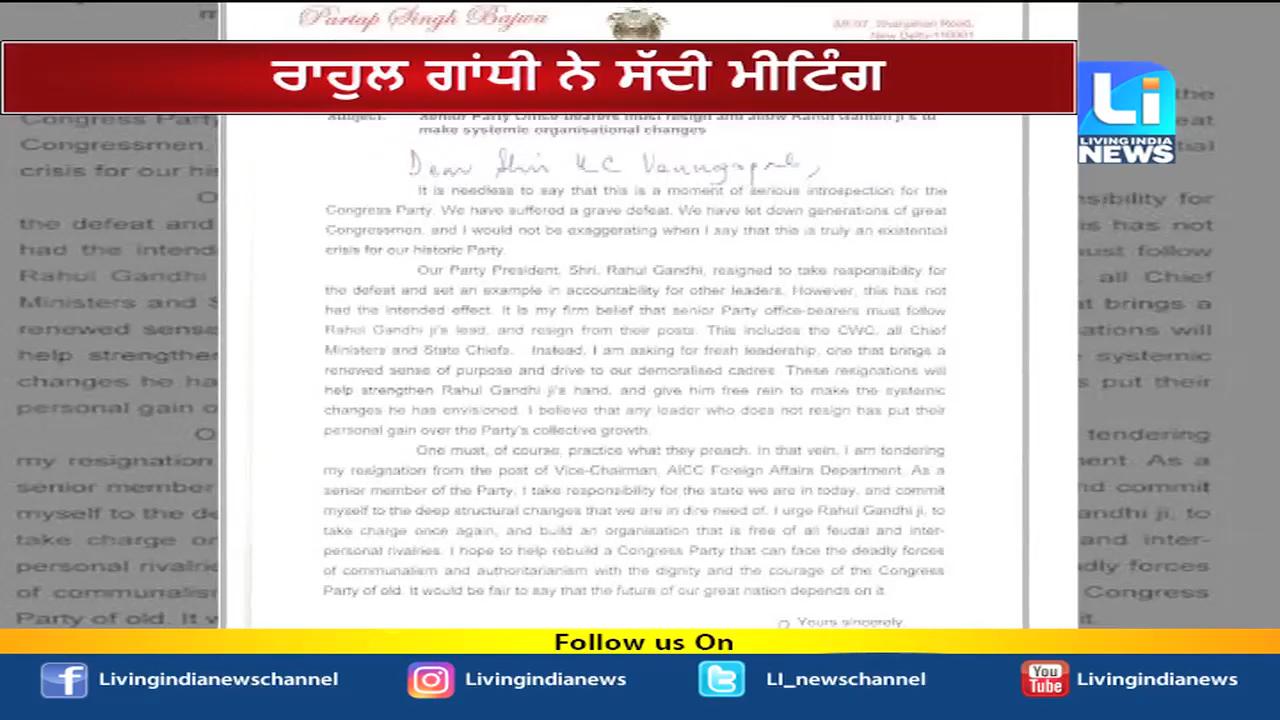 Partap Singh Bajwa
New Delhi-110001
ਰਾਹੁਲ ਗਾਂਧੀ ਨੇ ਸੱਦੀ ਮੀਟਿੰਗ
Li
LIVING INDIA
NEWS
Subject: Senior Party Office bearers must resign and allow Rahul Gandhi ji's to
make systemic organisational changes
Dear Shri K C Venugopal,
It is needless to say that this is a moment of serious introspection for the
Congress Party. We have suffered a grave defeat. We have let down generations of great
Congressmen, and I would not be exaggerating when I say that this is truly an existential
crisis for our historic Party.
Our Party President, Shri. Rahul Gandhi, resigned to take responsibility for
the defeat and set an example in accountability for other leaders. However, this has not
had the intended effect. It is my firm belief that senior Party office-bearers must follow
Rahul Gandhi ji's lead, and resign from their posts. This includes the CWC, all Chief
Ministers and State Chiefs. Instead, I am asking for fresh leadership, one that brings a
renewed sense of purpose and drive to our demoralised cadres. These resignations will
help strengthen Rahul Gandhi ji's hand, and give him free rein to make the systemic
changes he has envisioned. I believe that any leader who does not resign has put their
personal gain over the Party's collective growth.
One must, of course, practice what they preach. In that vein, I am tendering
my resignation from the post of Vice-Chairman, AICC Foreign Affairs Department. As a
senior member of the Party, I take responsibility for the state we are in today, and commit
myself to the deep structural changes that we are in dire need of. I urge Rahul Gandhi ji, to
take charge once again, and build an organisation that is free of all feudal and inter-
personal rivalries. I hope to help rebuild a Congress Party that can face the deadly forces
of communalism and authoritarianism with the dignity and the courage of the Congress
Party of old. It would be fair to say that the future of our great nation depends on it.
Yours sincerely,
Follow us On
Livingindianewschannel
Livingindianews
LI_newschannel
You
Tube
Livingindianews